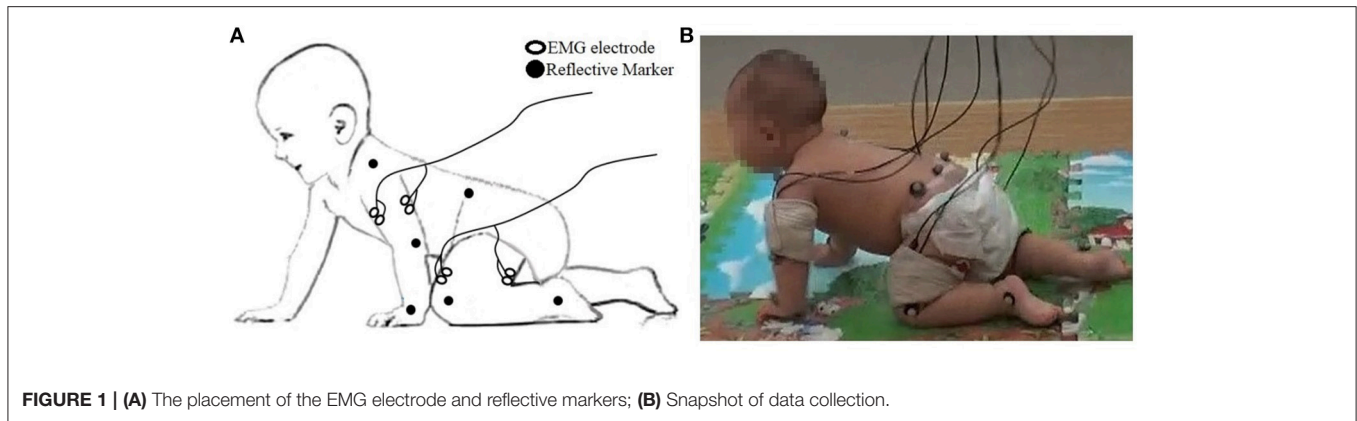 A
EMG electrode
Reflective Marker
B
FIGURE 1 | (A) The placement of the EMG electrode and reflective markers; (B) Snapshot of data collection.